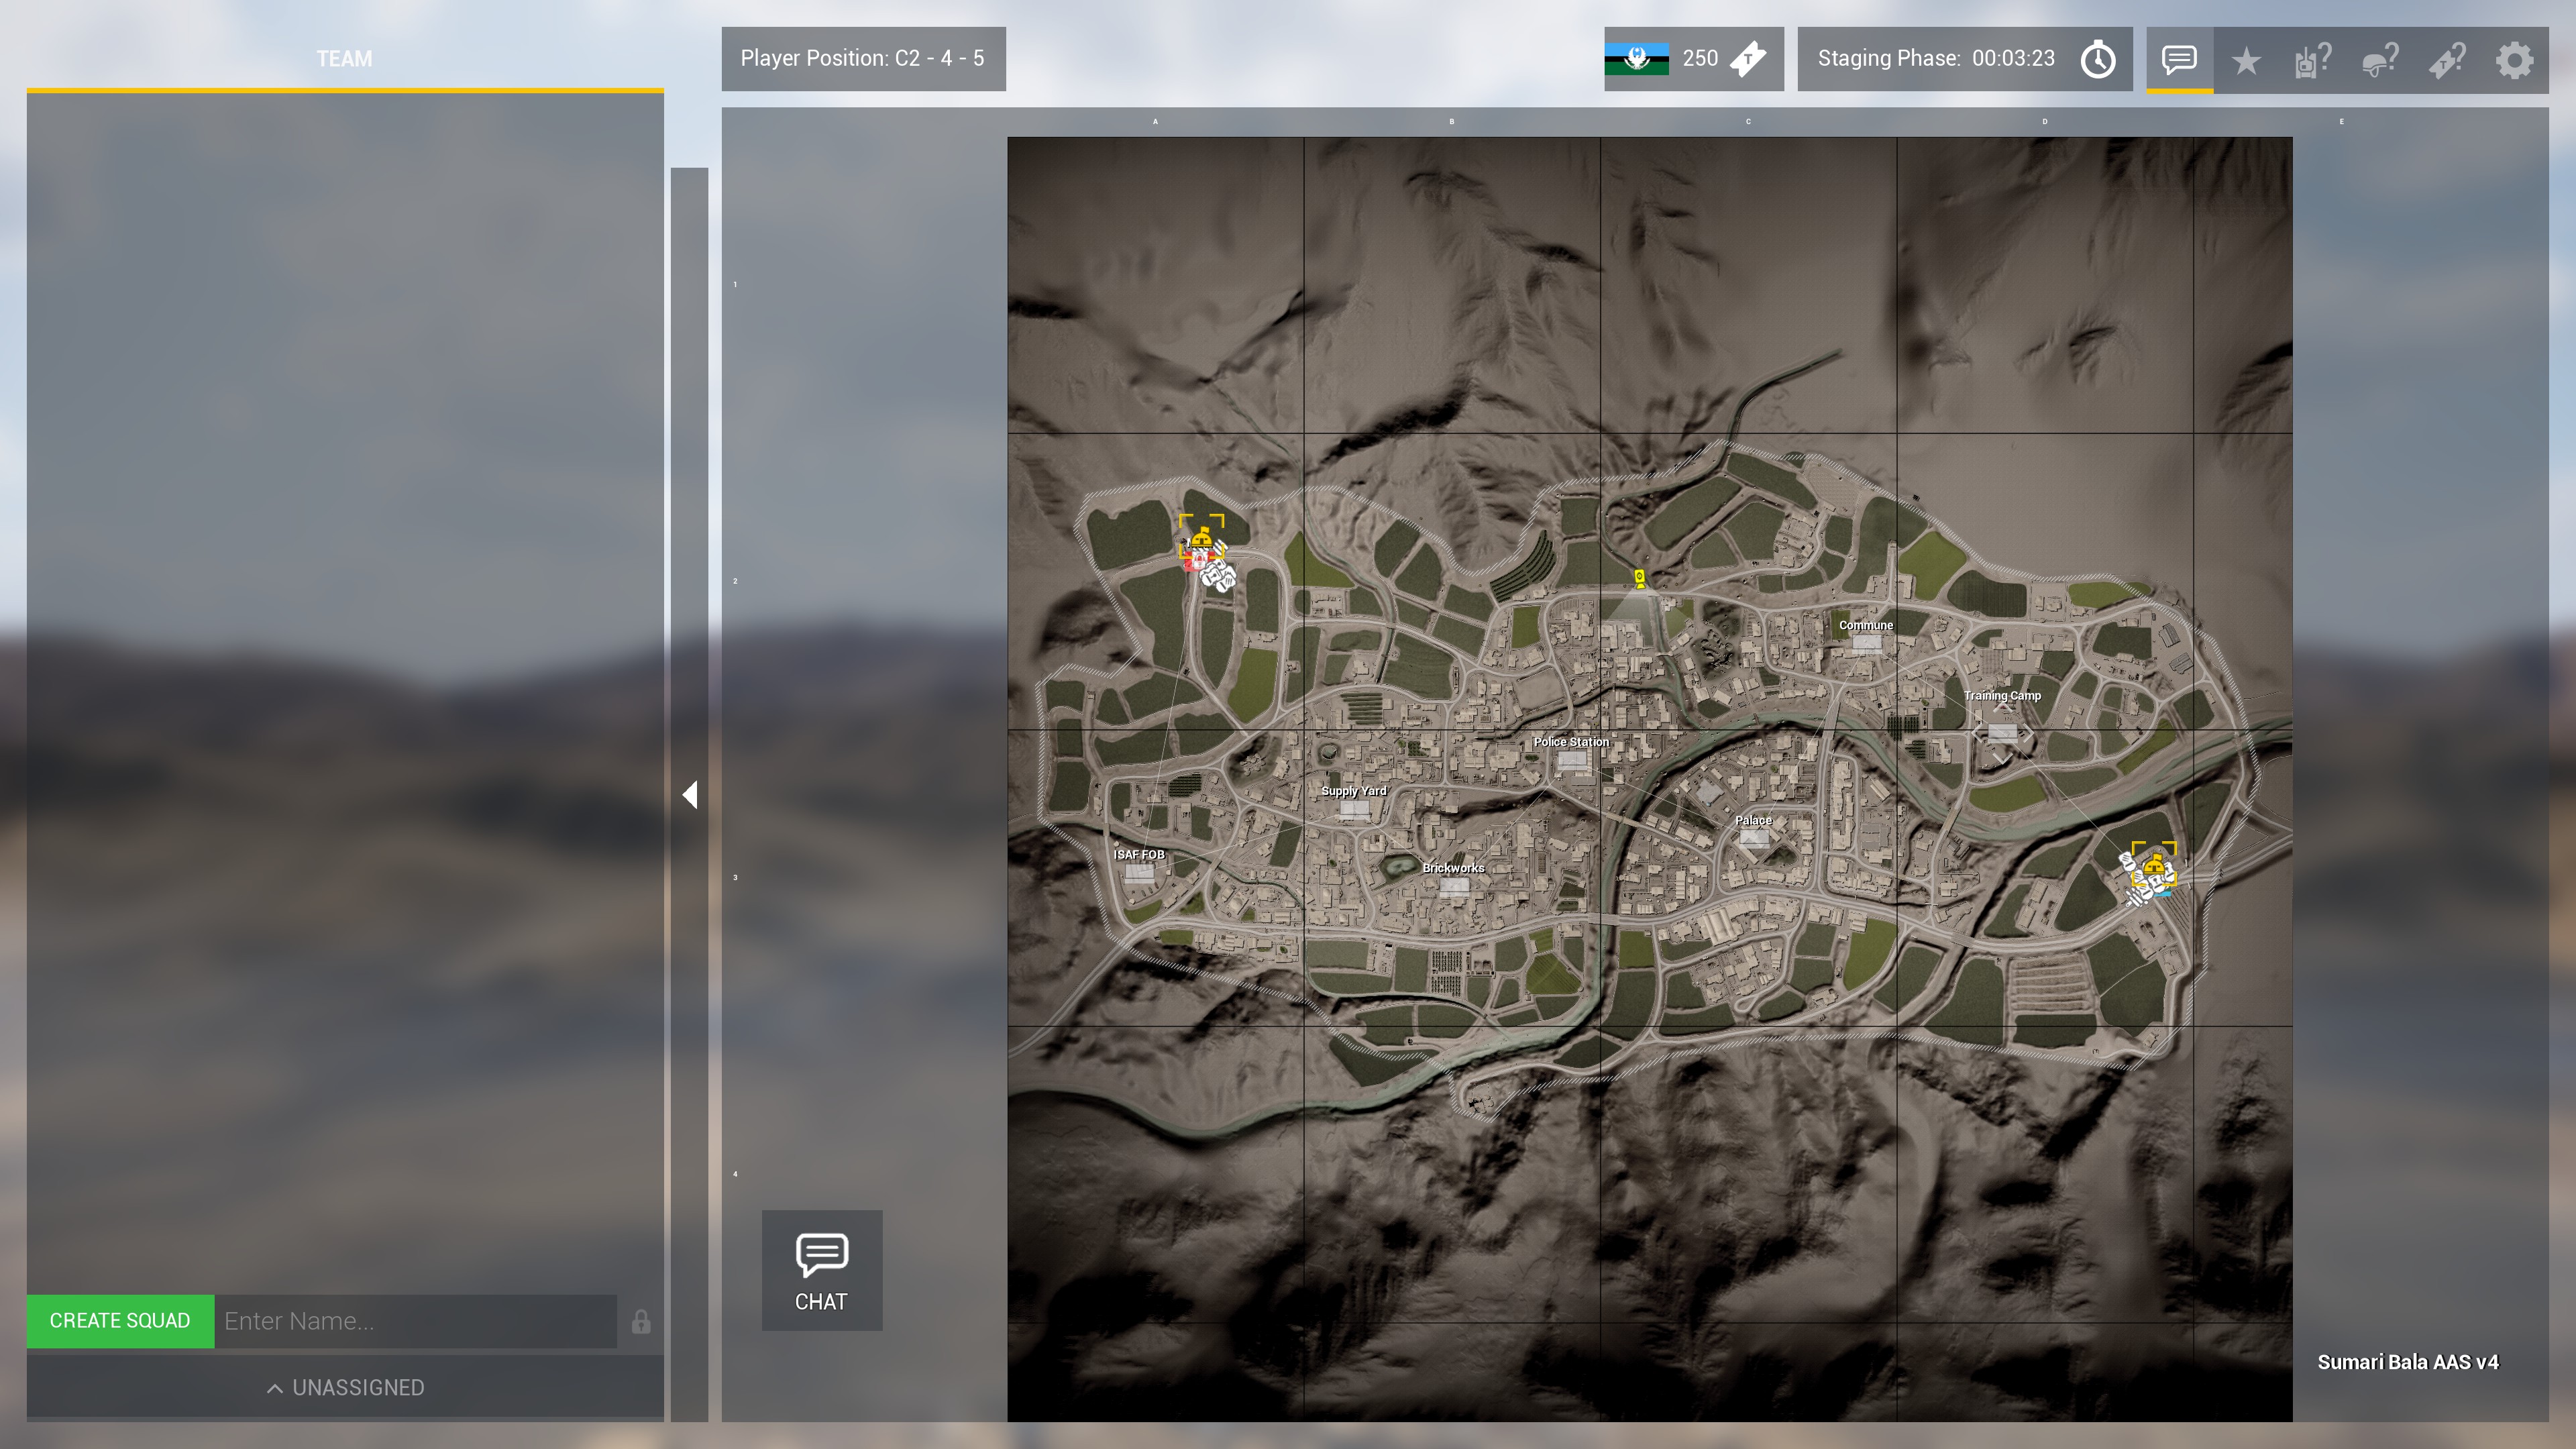 TEAM
Player Position: C2 - 4 - 5
250
T
Staging Phase: 00:03:23
?
?
T?
A
B
C
D
E
1
2
3
4
Commune
Training Camp
Police Station
Supply Yard
Palace
ISAF FOB
Brickworks
CHAT
CREATE SQUAD
Enter Name...
UNASSIGNED
Sumari Bala AAS v4